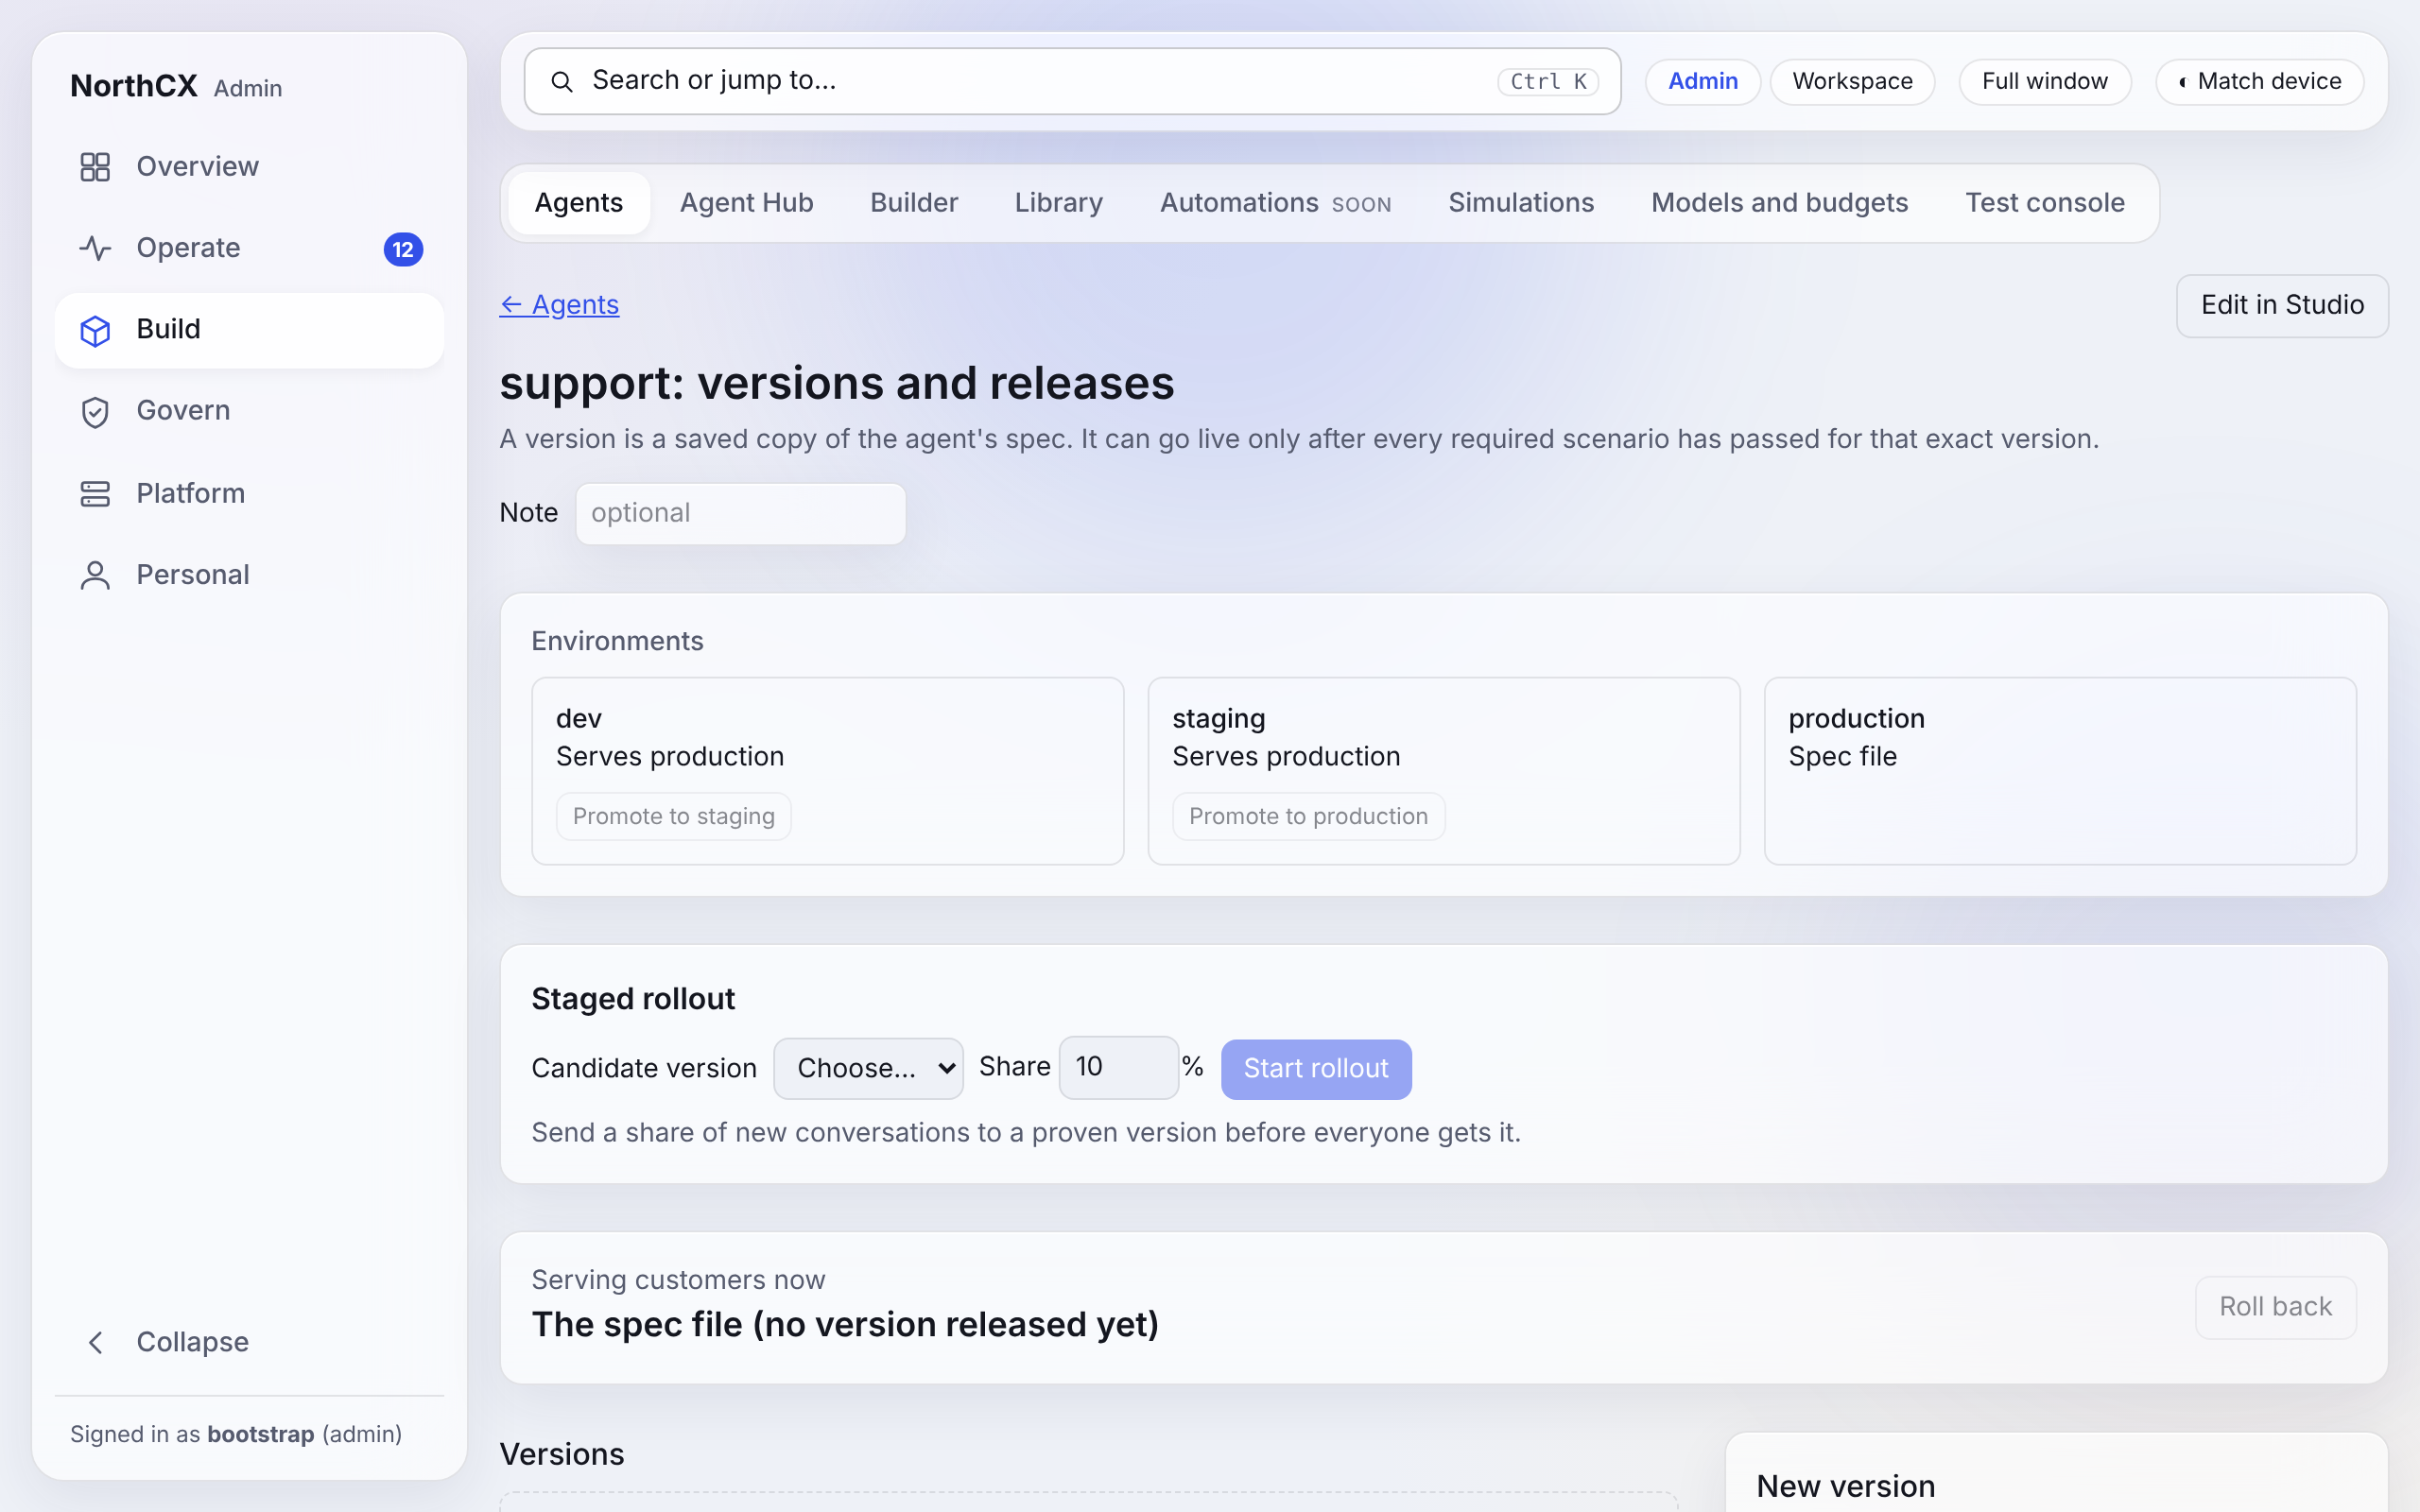 NorthCX Admin
Overview
Operate 12
Build
Govern
Platform
Personal
Collapse
Signed in as bootstrap (admin)
Search or jump to... Ctrl K
Admin
Workspace
Full window
Match device
Agents
Agent Hub
Builder
Library
Automations SOON
Simulations
Models and budgets
Test console
← Agents
Edit in Studio
support: versions and releases
A version is a saved copy of the agent's spec. It can go live only after every required scenario has passed for that exact version.
Note optional
Environments
dev
Serves production
Promote to staging
staging
Serves production
Promote to production
production
Spec file
Staged rollout
Candidate version Choose... Share 10 % Start rollout
Send a share of new conversations to a proven version before everyone gets it.
Serving customers now
The spec file (no version released yet)
Roll back
Versions
New version